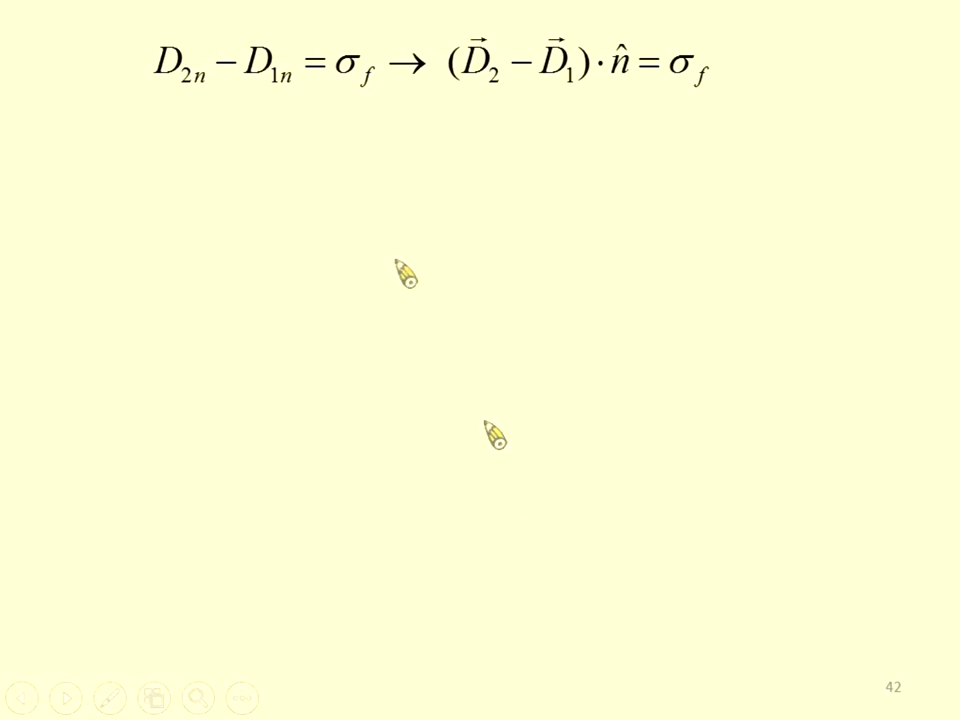 D₂ₙ − D₁ₙ = σ_f → (D⃗₂ − D⃗₁) · n̂ = σ_f
42